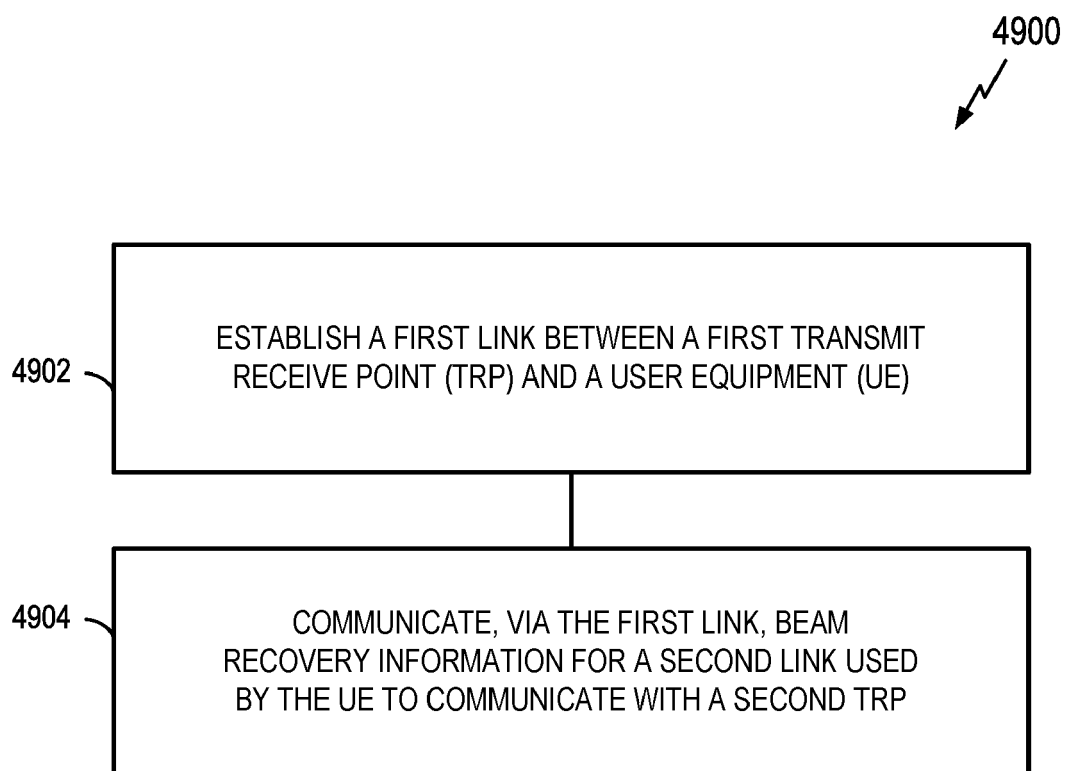 4900
4902
ESTABLISH A FIRST LINK BETWEEN A FIRST TRANSMIT
RECEIVE POINT (TRP) AND A USER EQUIPMENT (UE)
4904
COMMUNICATE, VIA THE FIRST LINK, BEAM
RECOVERY INFORMATION FOR A SECOND LINK USED
BY THE UE TO COMMUNICATE WITH A SECOND TRP